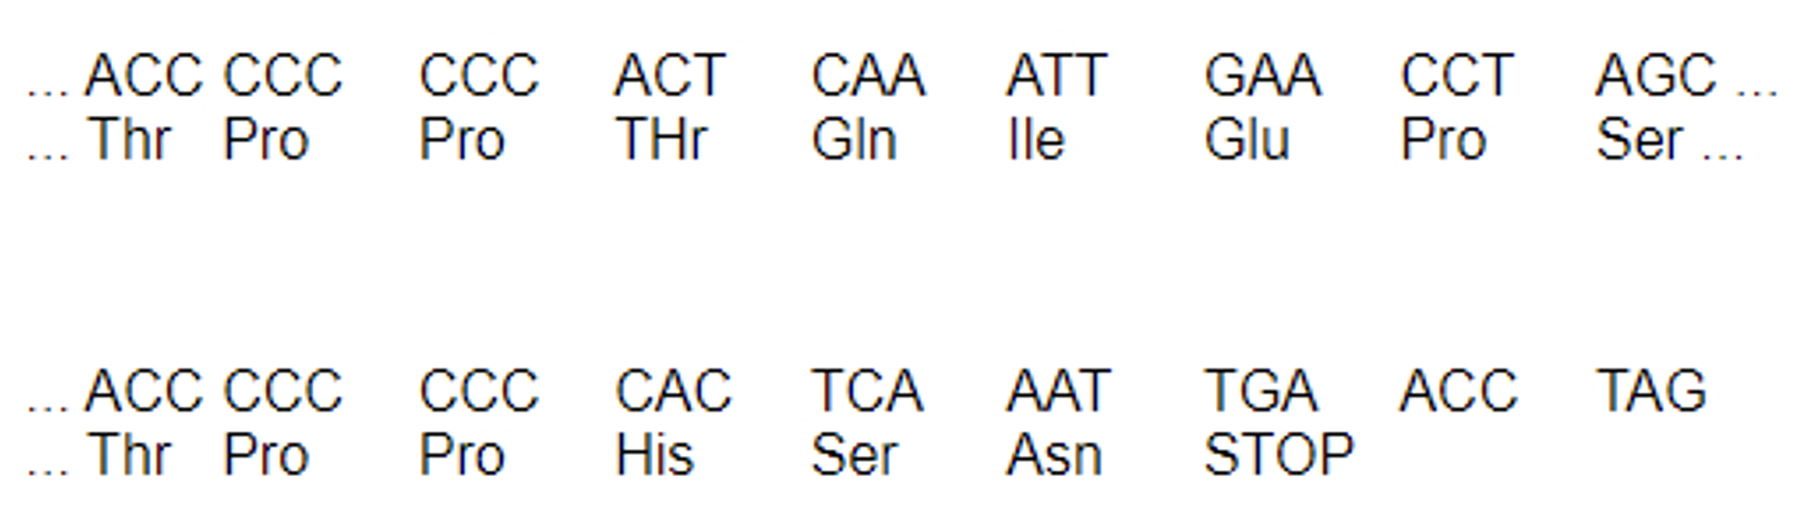 ... ACC CCC CCC ACT CAA ATT GAA CCT AGC ...
... Thr Pro Pro THr Gln Ile Glu Pro Ser ...
... ACC CCC CCC CAC TCA AAT TGA ACC TAG
... Thr Pro Pro His Ser Asn STOP